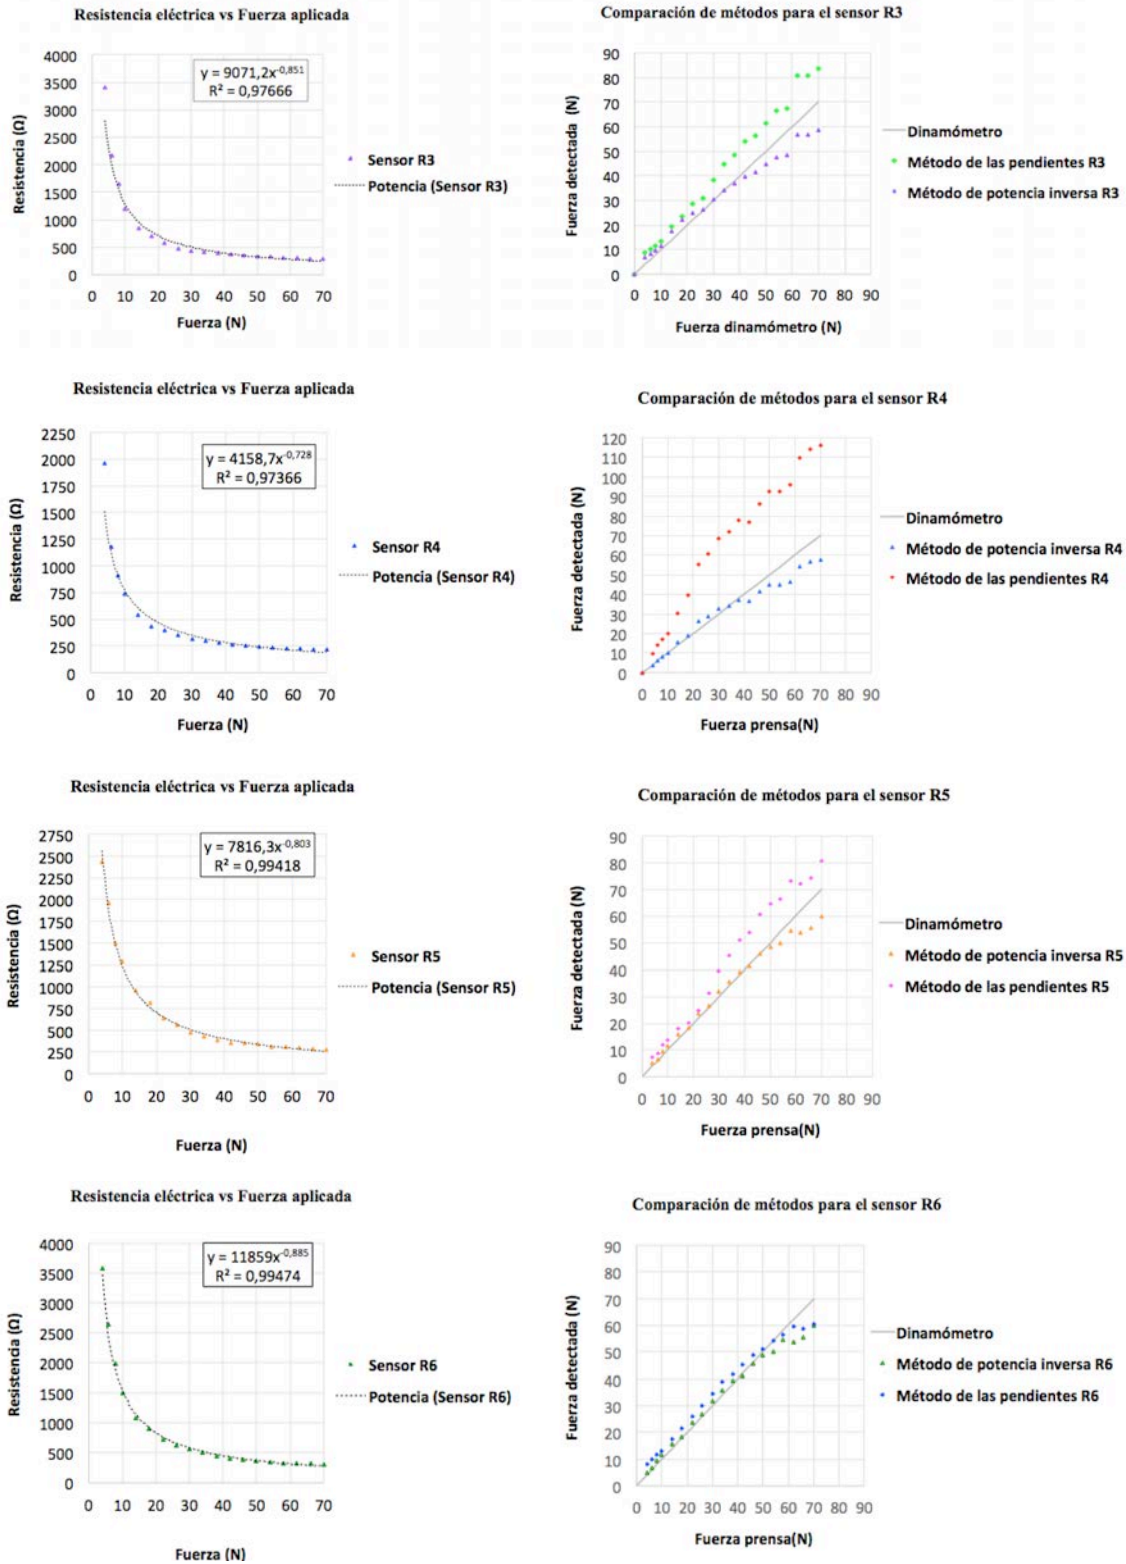 Resistencia eléctrica vs Fuerza aplicada
4000
3500
3000
2500
2000
1500
1000
500
0
Resistencia (Ω)
y = 9071,2x^-0,851
R² = 0,97666
Sensor R3
Potencia (Sensor R3)
0 10 20 30 40 50 60 70
Fuerza (N)
Comparación de métodos para el sensor R3
90
80
70
60
50
40
30
20
10
0
Fuerza detectada (N)
Dinamómetro
Método de las pendientes R3
Método de potencia inversa R3
0 10 20 30 40 50 60 70 80 90
Fuerza dinamómetro (N)
Resistencia eléctrica vs Fuerza aplicada
2250
2000
1750
1500
1250
1000
750
500
250
0
Resistencia (Ω)
y = 4158,7x^-0,728
R² = 0,97366
Sensor R4
Potencia (Sensor R4)
0 10 20 30 40 50 60 70
Fuerza (N)
Comparación de métodos para el sensor R4
120
110
100
90
80
70
60
50
40
30
20
10
0
Fuerza detectada (N)
Dinamómetro
Método de potencia inversa R4
Método de las pendientes R4
0 10 20 30 40 50 60 70 80 90
Fuerza prensa(N)
Resistencia eléctrica vs Fuerza aplicada
2750
2500
2250
2000
1750
1500
1250
1000
750
500
250
0
Resistencia (Ω)
y = 7816,3x^-0,803
R² = 0,99418
Sensor R5
Potencia (Sensor R5)
0 10 20 30 40 50 60 70
Fuerza (N)
Comparación de métodos para el sensor R5
90
80
70
60
50
40
30
20
10
0
Fuerza detectada (N)
Dinamómetro
Método de potencia inversa R5
Método de las pendientes R5
0 10 20 30 40 50 60 70 80 90
Fuerza prensa(N)
Resistencia eléctrica vs Fuerza aplicada
4000
3500
3000
2500
2000
1500
1000
500
0
Resistencia (Ω)
y = 11859x^-0,885
R² = 0,99474
Sensor R6
Potencia (Sensor R6)
0 10 20 30 40 50 60 70
Fuerza (N)
Comparación de métodos para el sensor R6
90
80
70
60
50
40
30
20
10
0
Fuerza detectada (N)
Dinamómetro
Método de potencia inversa R6
Método de las pendientes R6
0 10 20 30 40 50 60 70 80 90
Fuerza prensa(N)